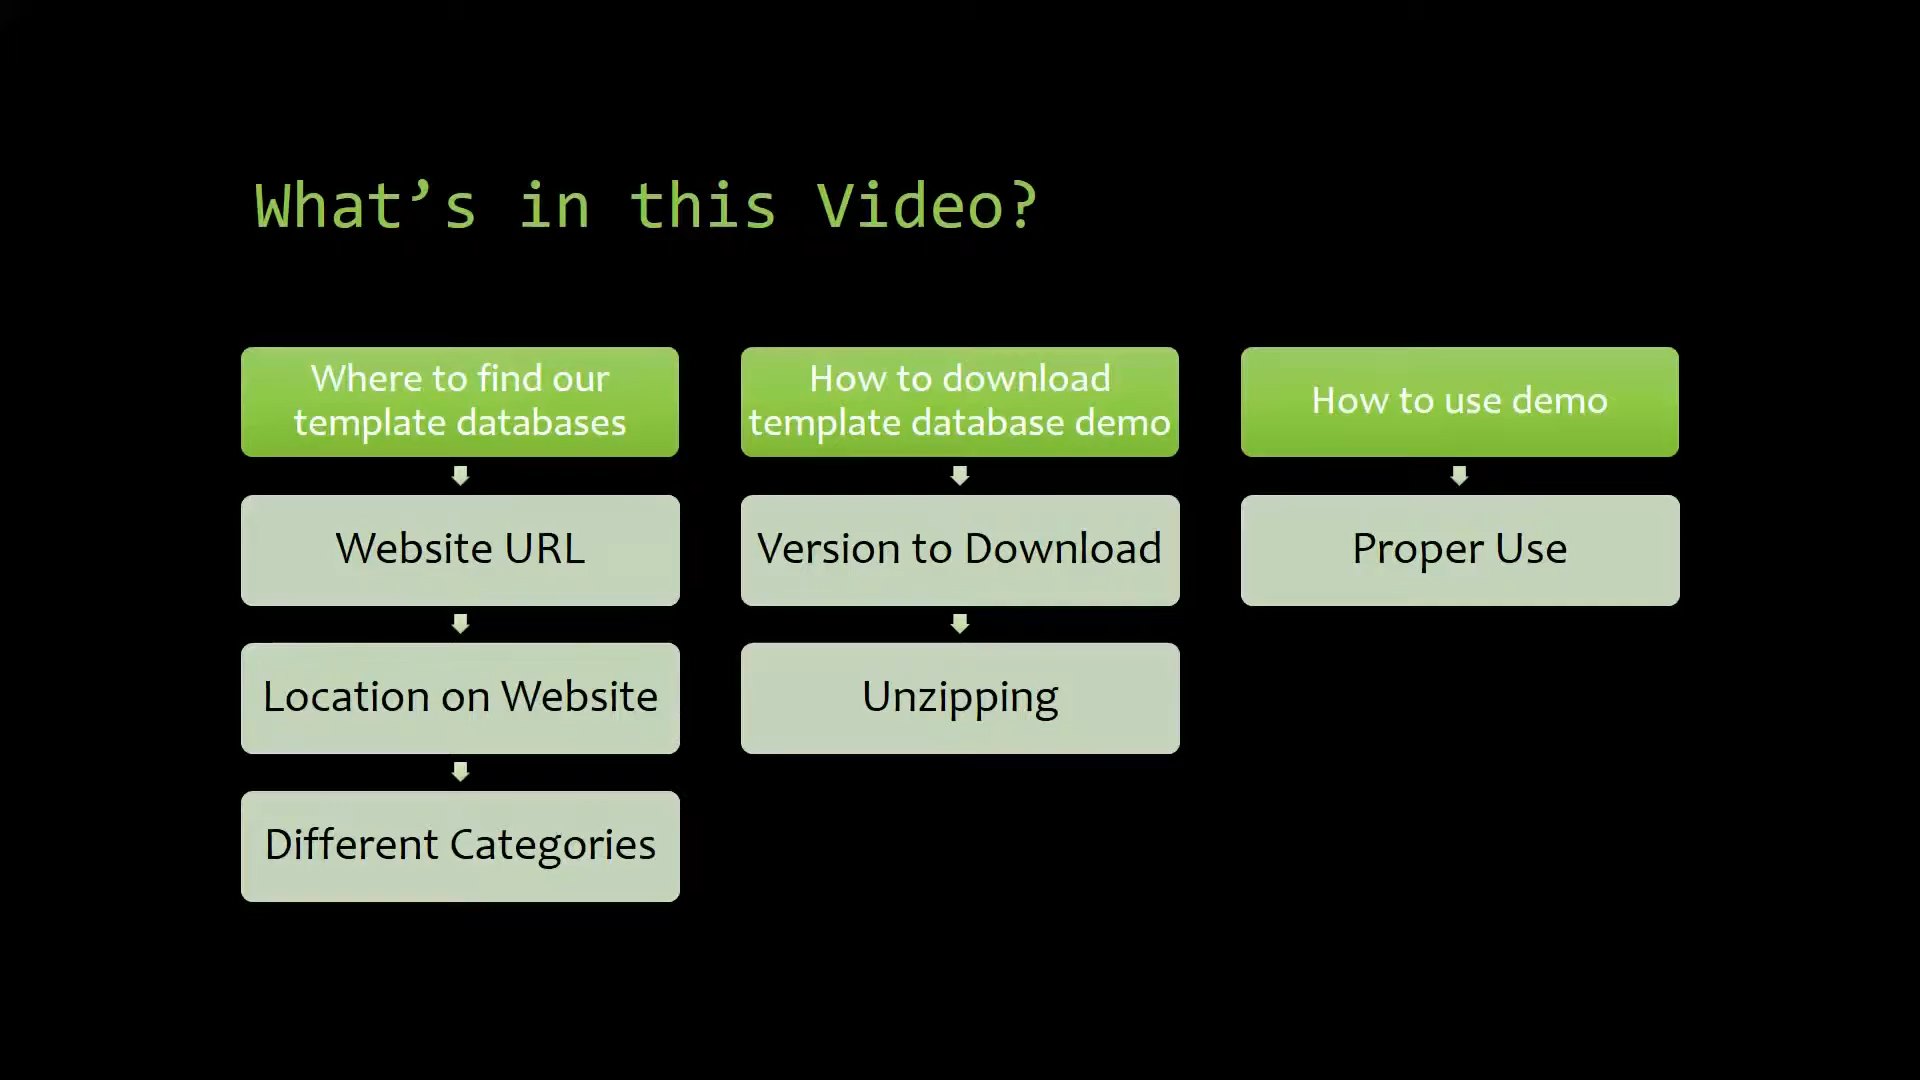 What’s in this Video?
Where to find our
template databases
Website URL
Location on Website
Different Categories
How to download
template database demo
Version to Download
Unzipping
How to use demo
Proper Use